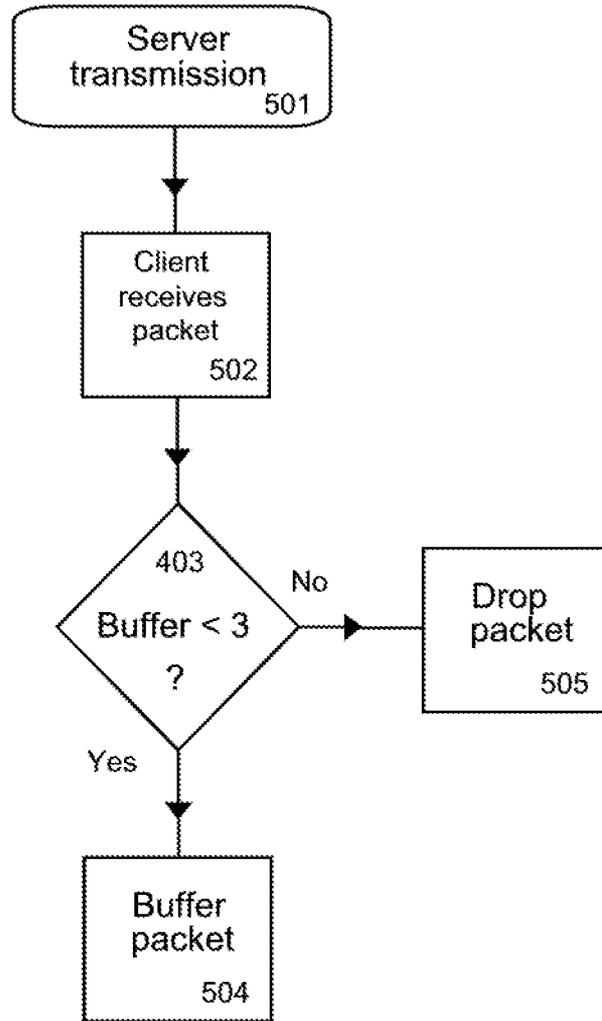 Server
transmission
501
Client
receives
packet
502
403
Buffer < 3
?
No
Drop
packet
505
Yes
Buffer
packet
504